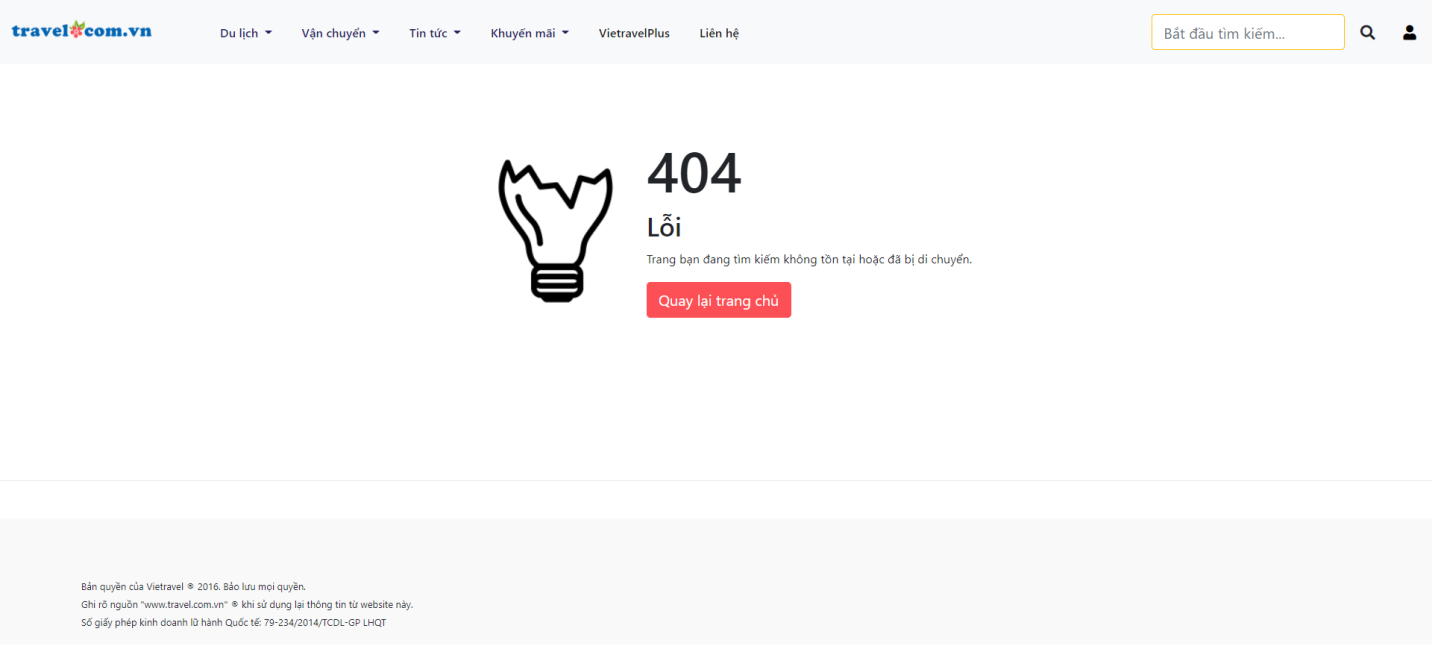 travel.com.vn
Du lịch
Vận chuyển
Tin tức
Khuyến mãi
VietravelPlus
Liên hệ
Bắt đầu tìm kiếm...
404
Lỗi
Trang bạn đang tìm kiếm không tồn tại hoặc đã bị di chuyển.
Quay lại trang chủ
Bản quyền của Vietravel ® 2016. Bảo lưu mọi quyền.
Ghi rõ nguồn "www.travel.com.vn" ® khi sử dụng lại thông tin từ website này.
Số giấy phép kinh doanh lữ hành Quốc tế: 79-234/2014/TCDL-GP LHQT